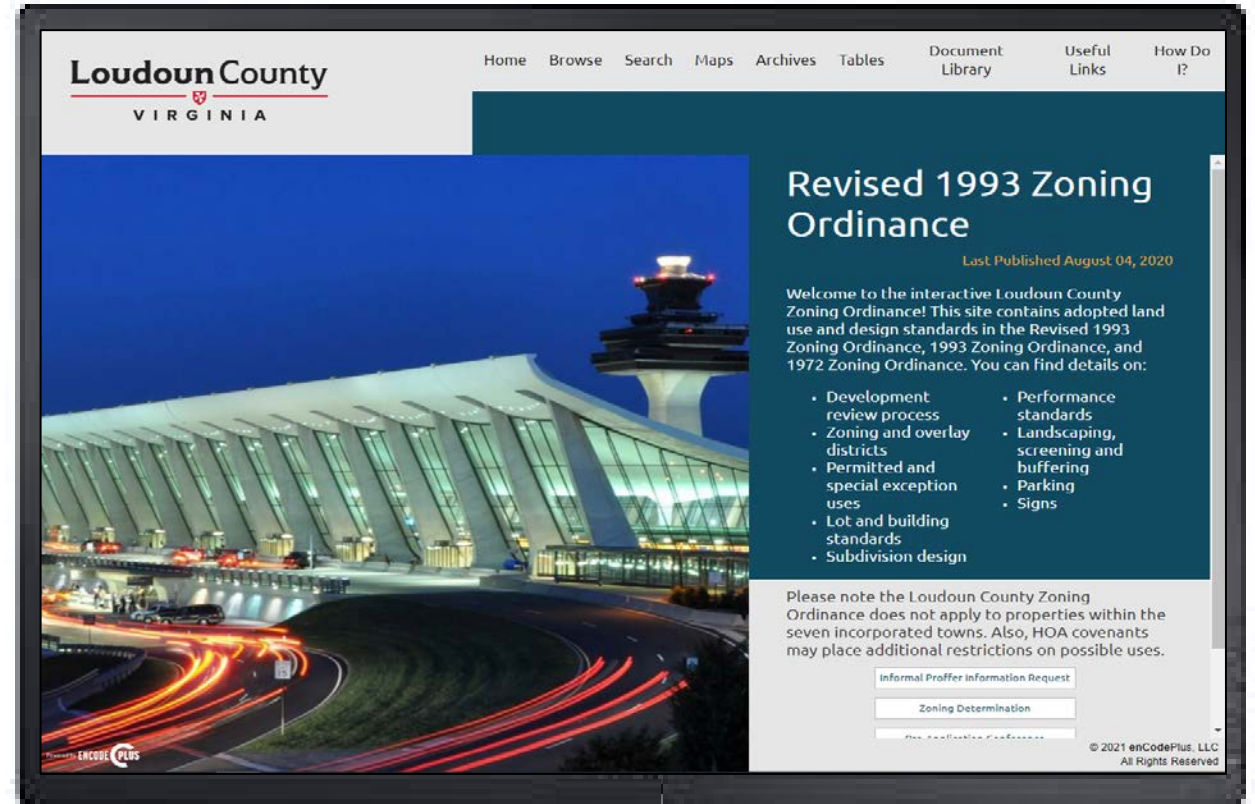 Loudoun County
VIRGINIA
Home Browse Search Maps Archives Tables Document Library Useful Links How Do I?
Revised 1993 Zoning
Ordinance
Last Published August 04, 2020
Welcome to the interactive Loudoun County
Zoning Ordinance! This site contains adopted land
use and design standards in the Revised 1993
Zoning Ordinance, 1993 Zoning Ordinance, and
1972 Zoning Ordinance. You can find details on:
• Development
review process
• Zoning and overlay
districts
• Permitted and
special exception
uses
• Lot and building
standards
• Subdivision design
• Performance
standards
• Landscaping,
screening and
buffering
• Parking
• Signs
Please note the Loudoun County Zoning
Ordinance does not apply to properties within the
seven incorporated towns. Also, HOA covenants
may place additional restrictions on possible uses.
Informal Proffer Information Request
Zoning Determination
Pre-Application Conference
Powered by ENCODE PLUS
© 2021 enCodePlus, LLC
All Rights Reserved